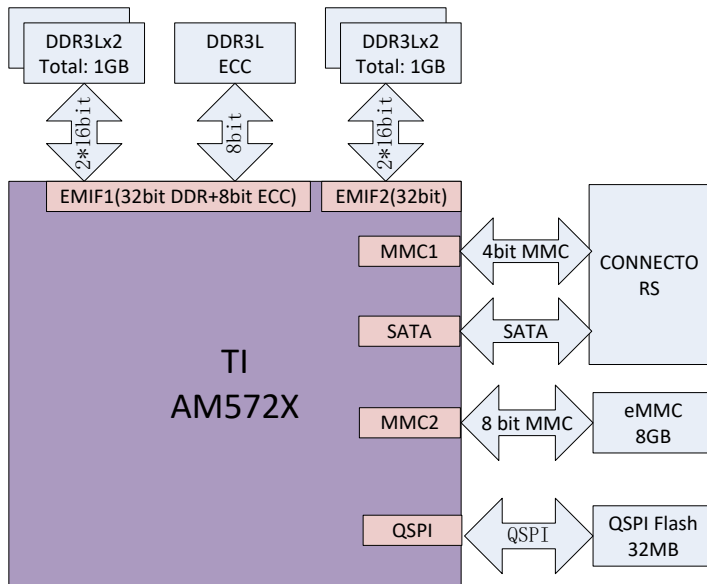 DDR3Lx2
Total: 1GB
DDR3L
ECC
DDR3Lx2
Total: 1GB
2*16bit
8bit
2*16bit
EMIF1(32bit DDR+8bit ECC)
EMIF2(32bit)
MMC1
4bit MMC
CONNECTO
RS
SATA
SATA
TI
AM572X
MMC2
8 bit MMC
eMMC
8GB
QSPI
QSPI
QSPI Flash
32MB